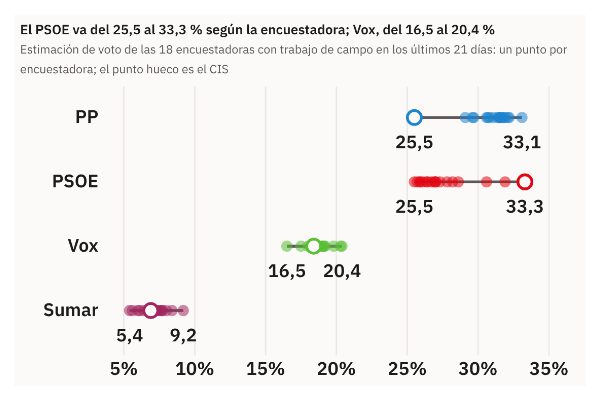 El PSOE va del 25,5 al 33,3 % según la encuestadora; Vox, del 16,5 al 20,4 %
Estimación de voto de las 18 encuestadoras con trabajo de campo en los últimos 21 días: un punto por
encuestadora; el punto hueco es el CIS
PP
25,5 33,1
PSOE
25,5 33,3
Vox
16,5 20,4
Sumar
5,4 9,2
5% 10% 15% 20% 25% 30% 35%